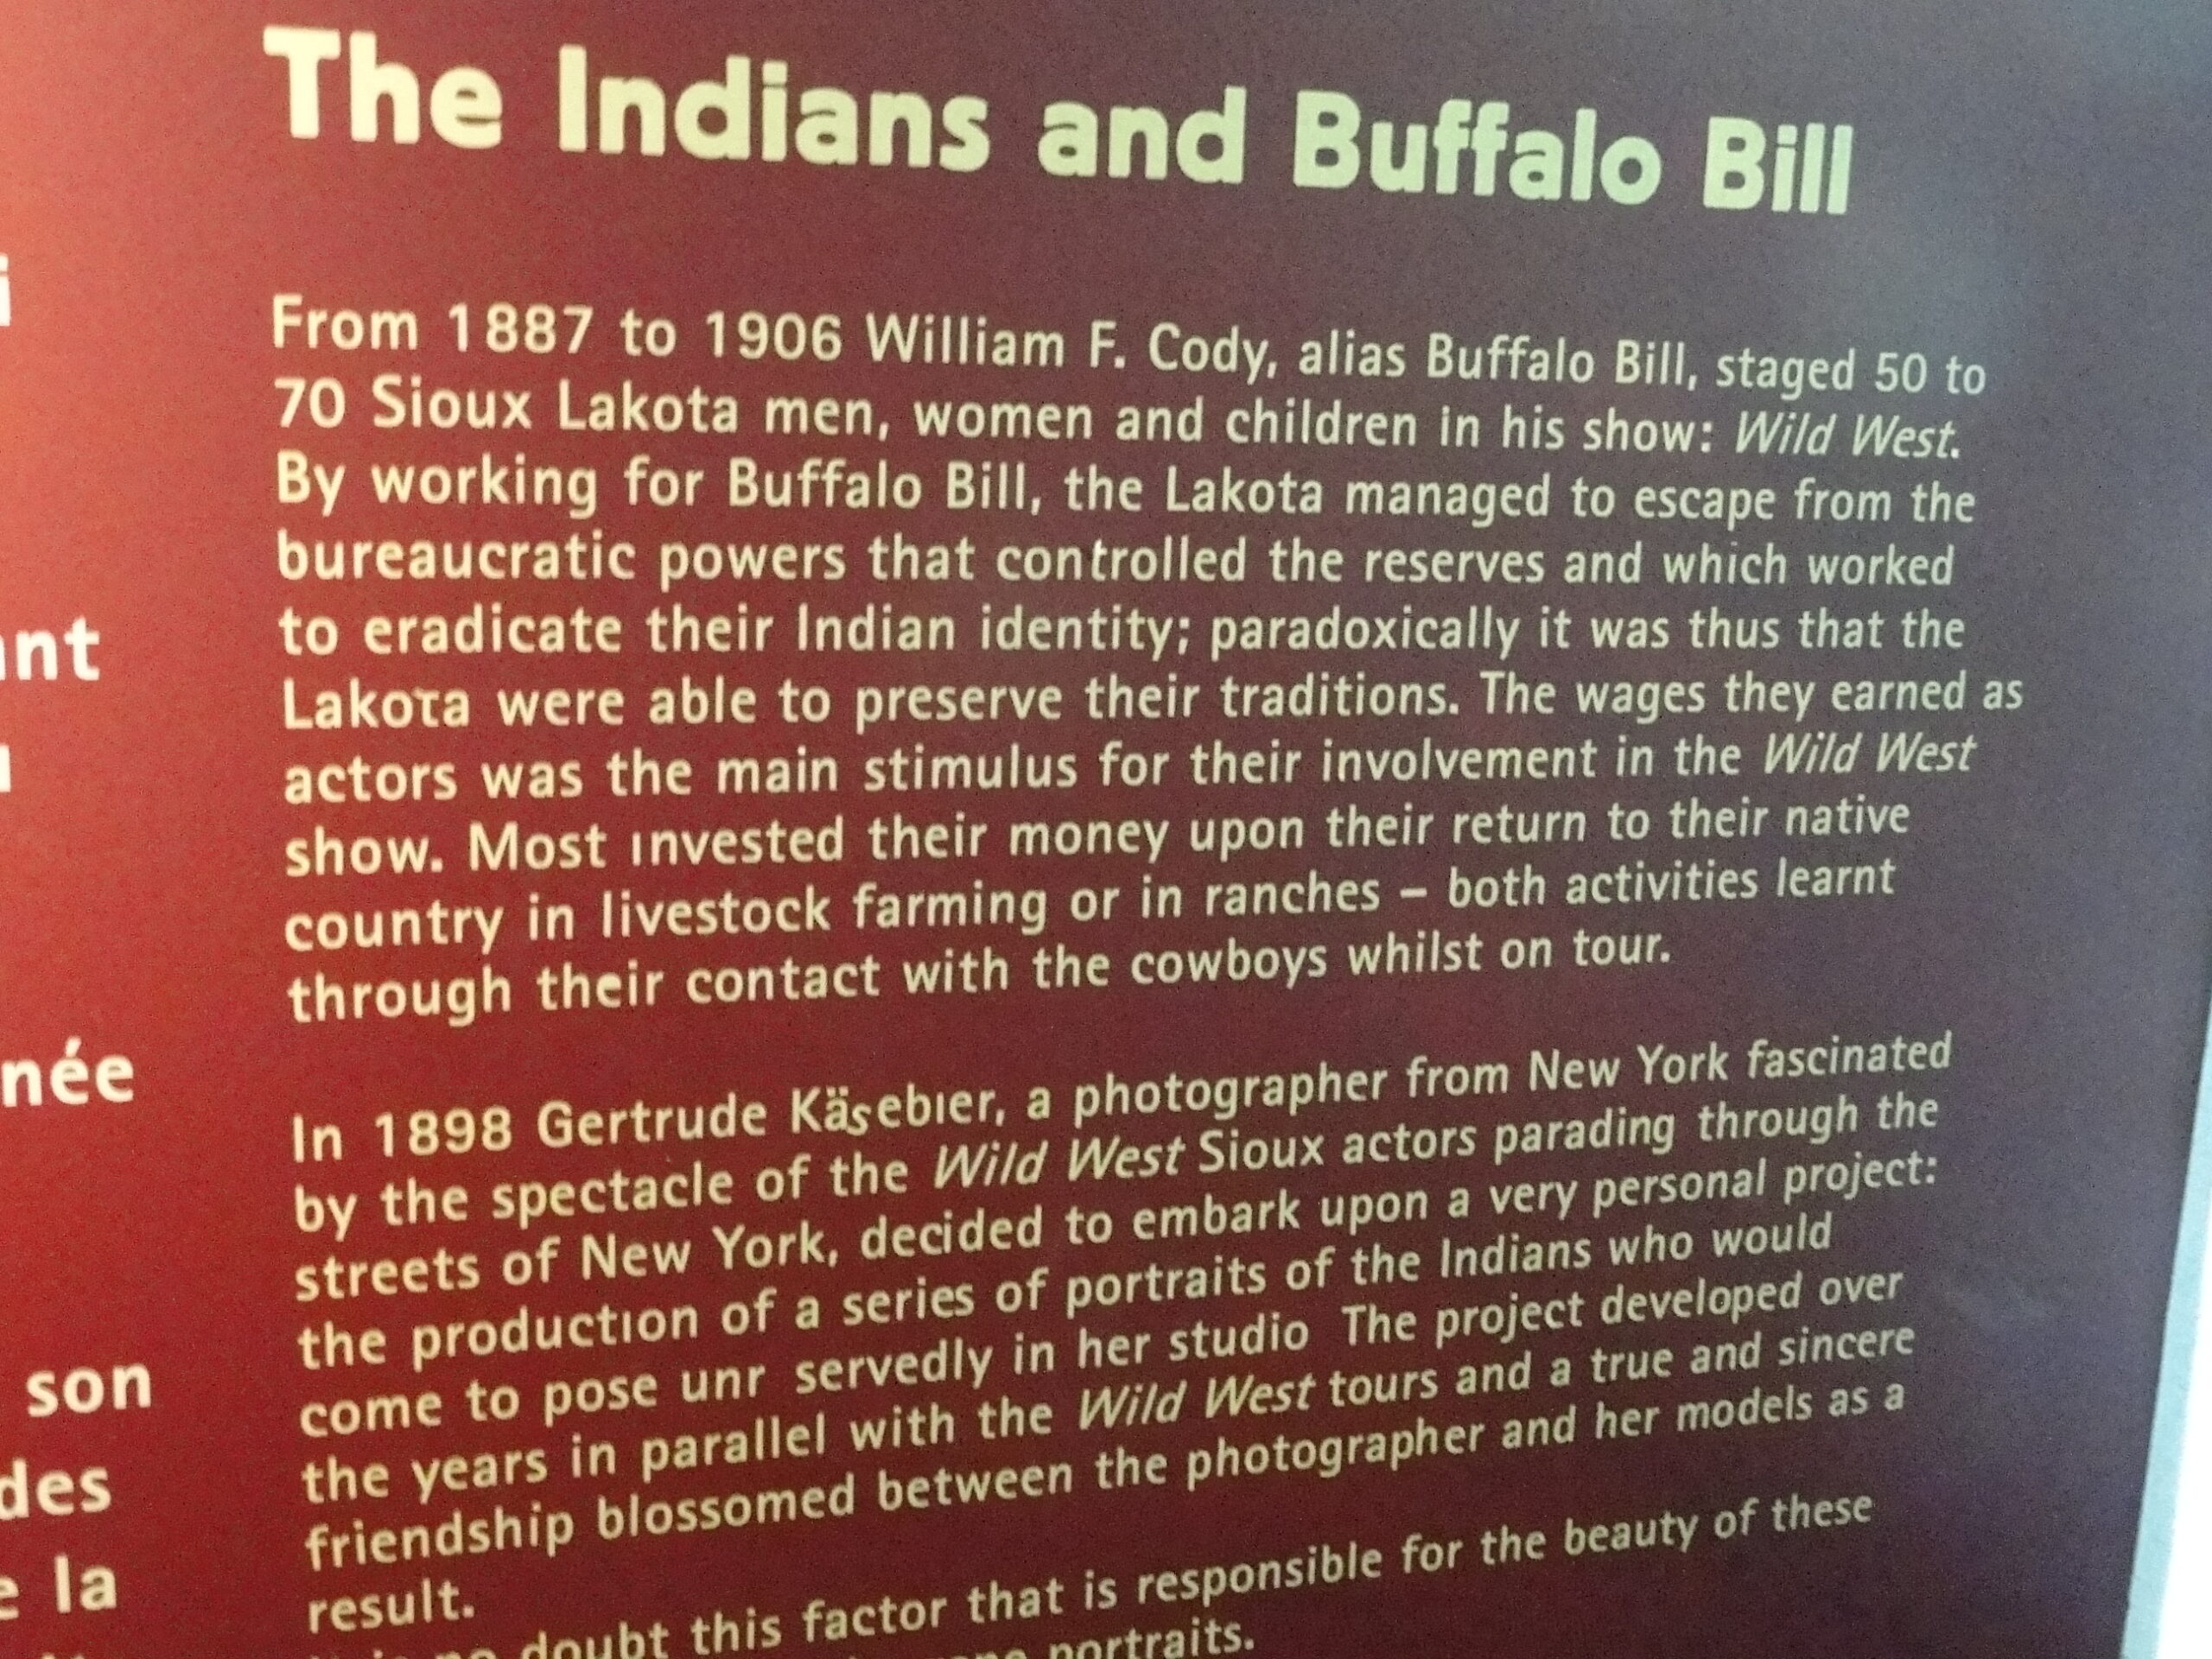 The Indians and Buffalo Bill
From 1887 to 1906 William F. Cody, alias Buffalo Bill, staged 50 to
70 Sioux Lakota men, women and children in his show: Wild West.
By working for Buffalo Bill, the Lakota managed to escape from the
bureaucratic powers that controlled the reserves and which worked
to eradicate their Indian identity; paradoxically it was thus that the
Lakota were able to preserve their traditions. The wages they earned as
actors was the main stimulus for their involvement in the Wild West
show. Most invested their money upon their return to their native
country in livestock farming or in ranches – both activities learnt
through their contact with the cowboys whilst on tour.
In 1898 Gertrude Käsebier, a photographer from New York fascinated
by the spectacle of the Wild West Sioux actors parading through the
streets of New York, decided to embark upon a very personal project:
the production of a series of portraits of the Indians who would
come to pose unr servedly in her studio The project developed over
the years in parallel with the Wild West tours and a true and sincere
friendship blossomed between the photographer and her models as a
result.
is no doubt this factor that is responsible for the beauty of these
portraits.
i
ant
née
son
des
la